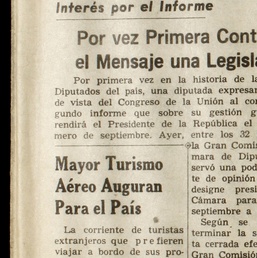 Interés por el Informe
Por vez Primera Cont
el Mensaje una Legisla
Por primera vez en la historia de la
Diputados del país, una diputada expresar
de vista del Congreso de la Unión al cont
gundo informe que sobre su gestión g
rendirá el Presidente de la República el
mero de septiembre. Ayer, entre los 32
la Gran Comis
mara de Diput
servó una pod
te de opinión
designe presid
Cámara para
septiembre a
Según se
terminar la s
ta cerrada efe
Gran Comisión
Mayor Turismo
Aéreo Auguran
Para el País
La corriente de turistas
extranjeros que prefieren
viajar a bordo de sus pro-